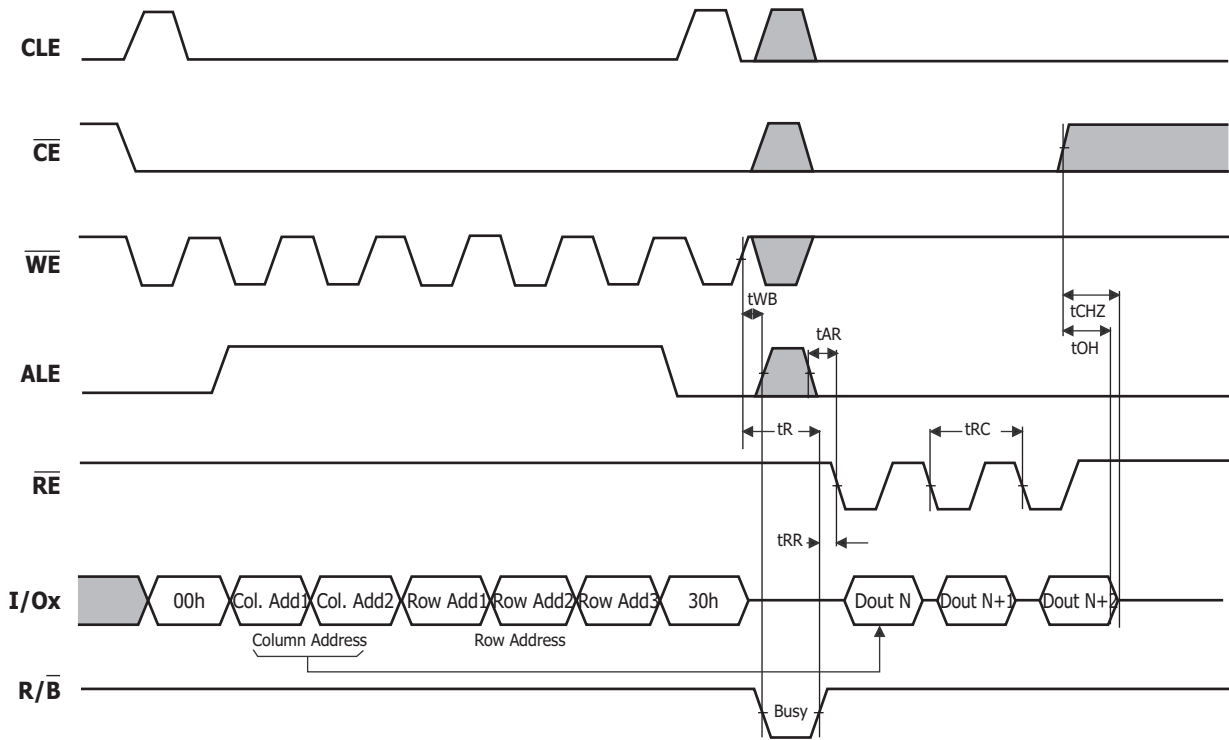 CLE
CE
WE
tWB
tCHZ
tAR
tOH
ALE
tR
tRC
RE
tRR
I/Ox
00h
Col. Add1
Col. Add2
Row Add1
Row Add2
Row Add3
30h
Dout N
Dout N+1
Dout N+2
Column Address
Row Address
R/B
Busy